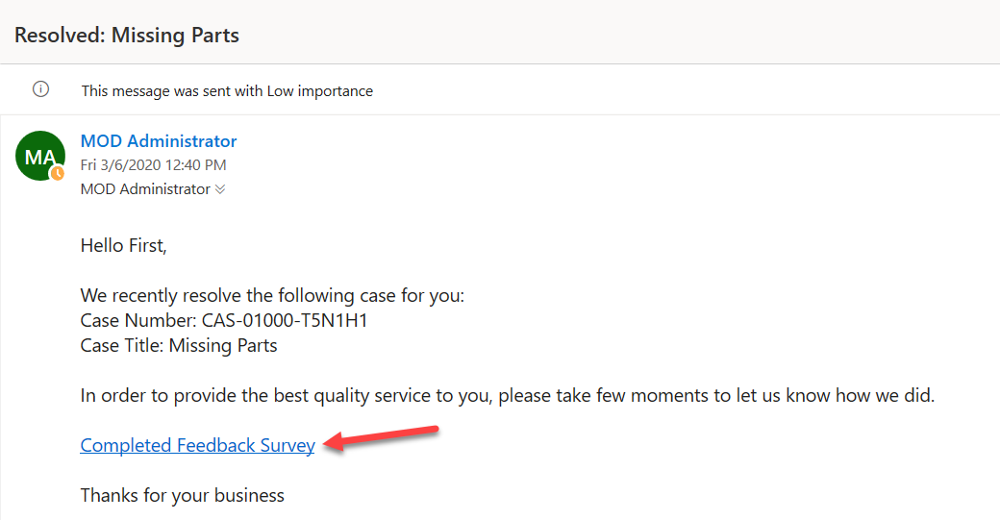 Resolved: Missing Parts
This message was sent with Low importance
MA
MOD Administrator
Fri 3/6/2020 12:40 PM
MOD Administrator
Hello First,
We recently resolve the following case for you:
Case Number: CAS-01000-T5N1H1
Case Title: Missing Parts
In order to provide the best quality service to you, please take few moments to let us know how we did.
Completed Feedback Survey
Thanks for your business